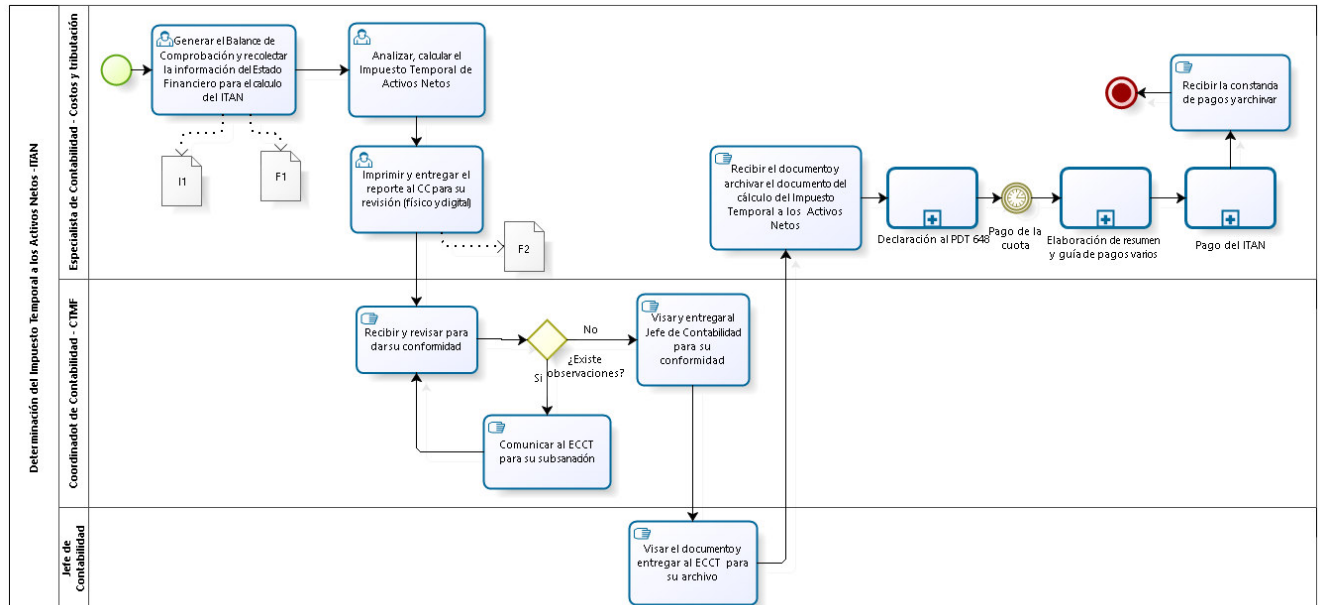 Determinación del Impuesto Temporal a los Activos Netos -ITAN
Especialista de Contabilidad - Costos y tributación
Generar el Balance de
Comprobación y recolectar
la información del Estado
Financiero para el calculo
del ITAN
I1
F1
Analizar, calcular el
Impuesto Temporal de
Activos Netos
Imprimir y entregar el
reporte al CC para su
revisión (físico y digital)
F2
Recibir el documento y
archivar el documento del
cálculo del Impuesto
Temporal a los Activos
Netos
Declaración al PDT 648
Pago de la
cuota
Elaboración de resumen
y guía de pagos varios
Pago del ITAN
Recibir la constancia
de pagos y archivar
Coordinadot de Contabilidad - CTMF
Recibir y revisar para
dar su conformidad
No
¿Existe
observaciones?
Si
Visar y entregar al
Jefe de Contabilidad
para su
conformidad
Comunicar al ECCT
para su subsanación
Jefe de
Contabilidad
Visar el documento y
entregar al ECCT para
su archivo